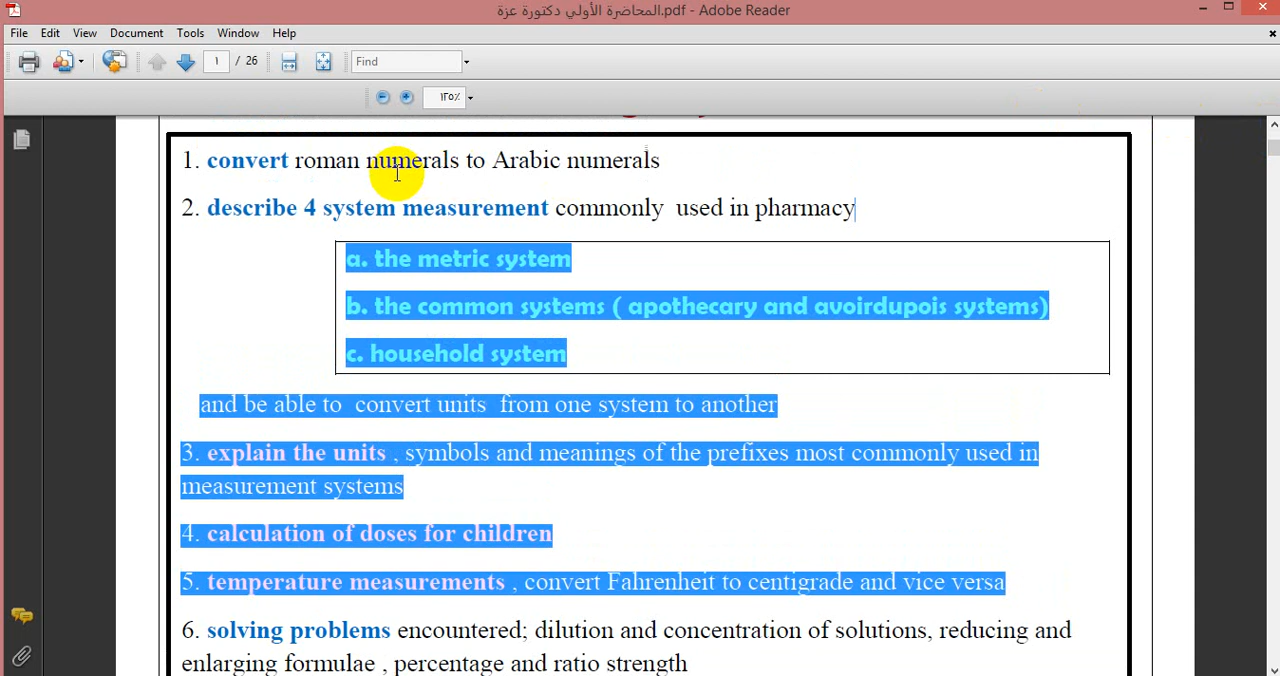 المحاضرة الأولي دكتورة عزة.pdf - Adobe Reader
File Edit View Document Tools Window Help
١ / 26 Find
١٢٥٪
1. convert roman numerals to Arabic numerals
2. describe 4 system measurement commonly used in pharmacy
a. the metric system
b. the common systems ( apothecary and avoirdupois systems)
c. household system
and be able to convert units from one system to another
3. explain the units , symbols and meanings of the prefixes most commonly used in
measurement systems
4. calculation of doses for children
5. temperature measurements , convert Fahrenheit to centigrade and vice versa
6. solving problems encountered; dilution and concentration of solutions, reducing and
enlarging formulae , percentage and ratio strength